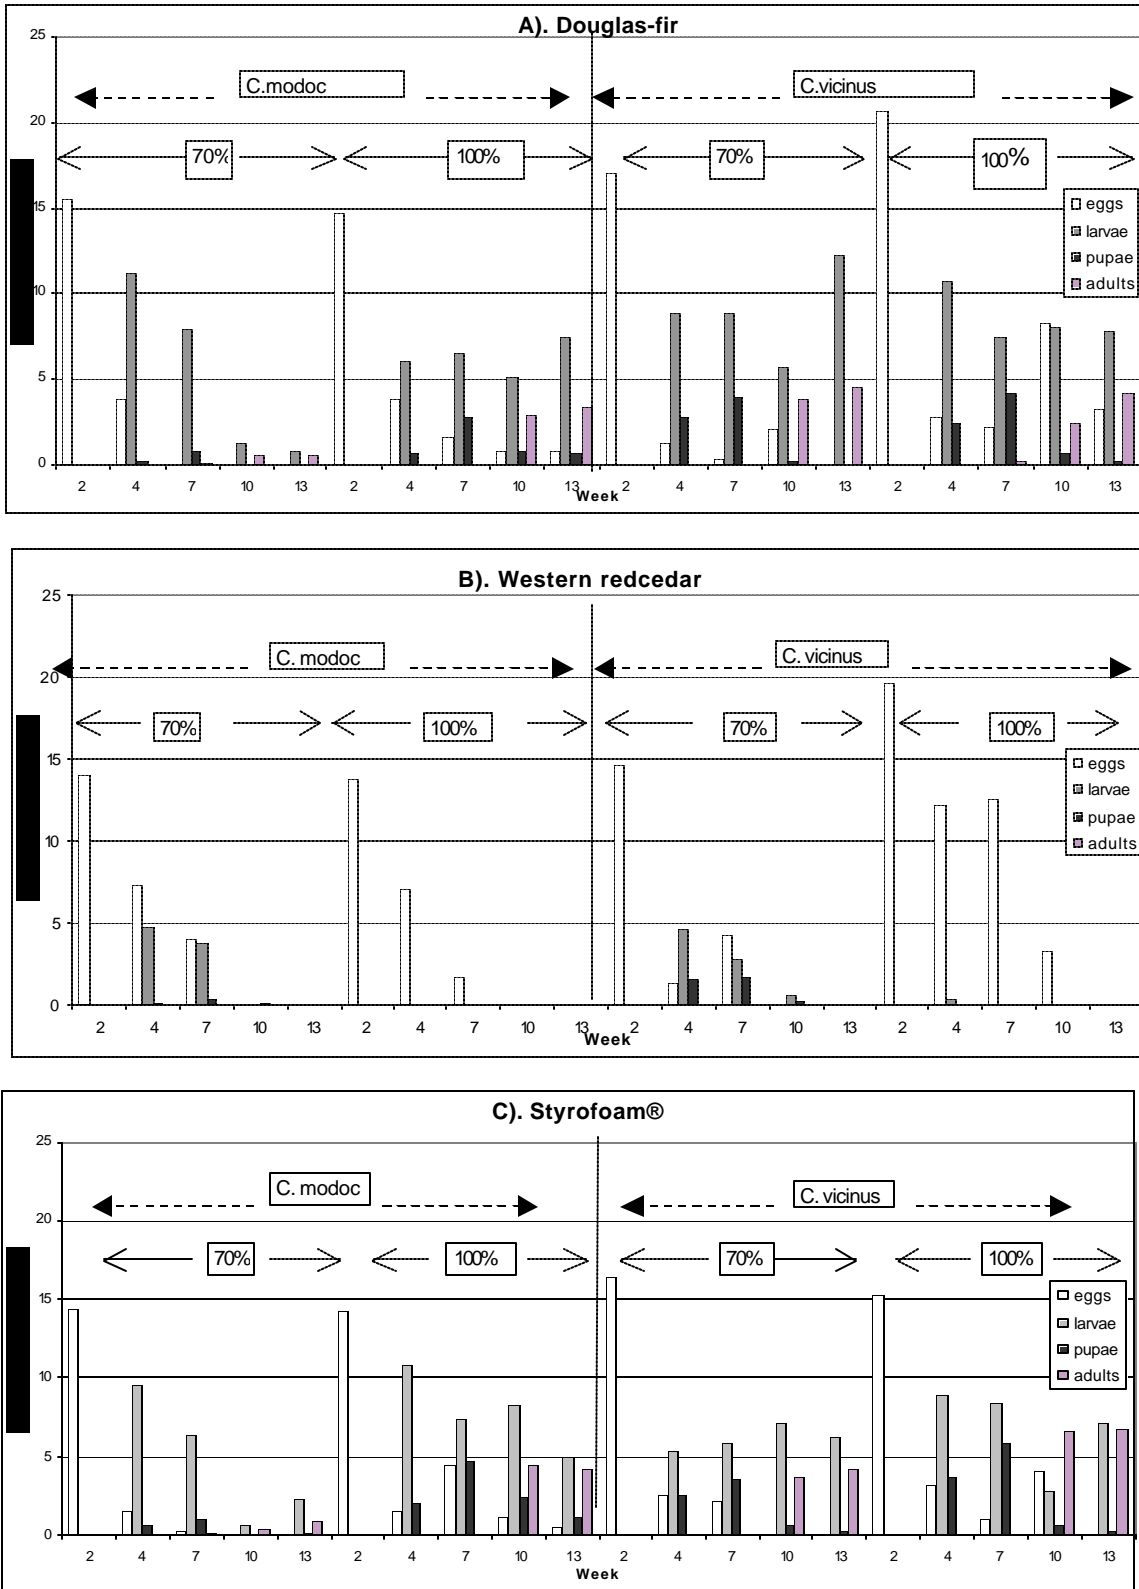 A). Douglas-fir
25
20
15
10
5
0
C.modoc
C.vicinus
70%
100%
70%
100%
eggs
larvae
pupae
adults
2 4 7 10 13 2 4 7 10 13 2 4 7 10 13 2 4 7 10 13
Week
B). Western redcedar
25
20
15
10
5
0
C. modoc
C. vicinus
70%
100%
70%
100%
eggs
larvae
pupae
adults
2 4 7 10 13 2 4 7 10 13 2 4 7 10 13 2 4 7 10 13
Week
C). Styrofoam®
25
20
15
10
5
0
C. modoc
C. vicinus
70%
100%
70%
100%
eggs
larvae
pupae
adults
2 4 7 10 13 2 4 7 10 13 2 4 7 10 13 2 4 7 10 13
Week